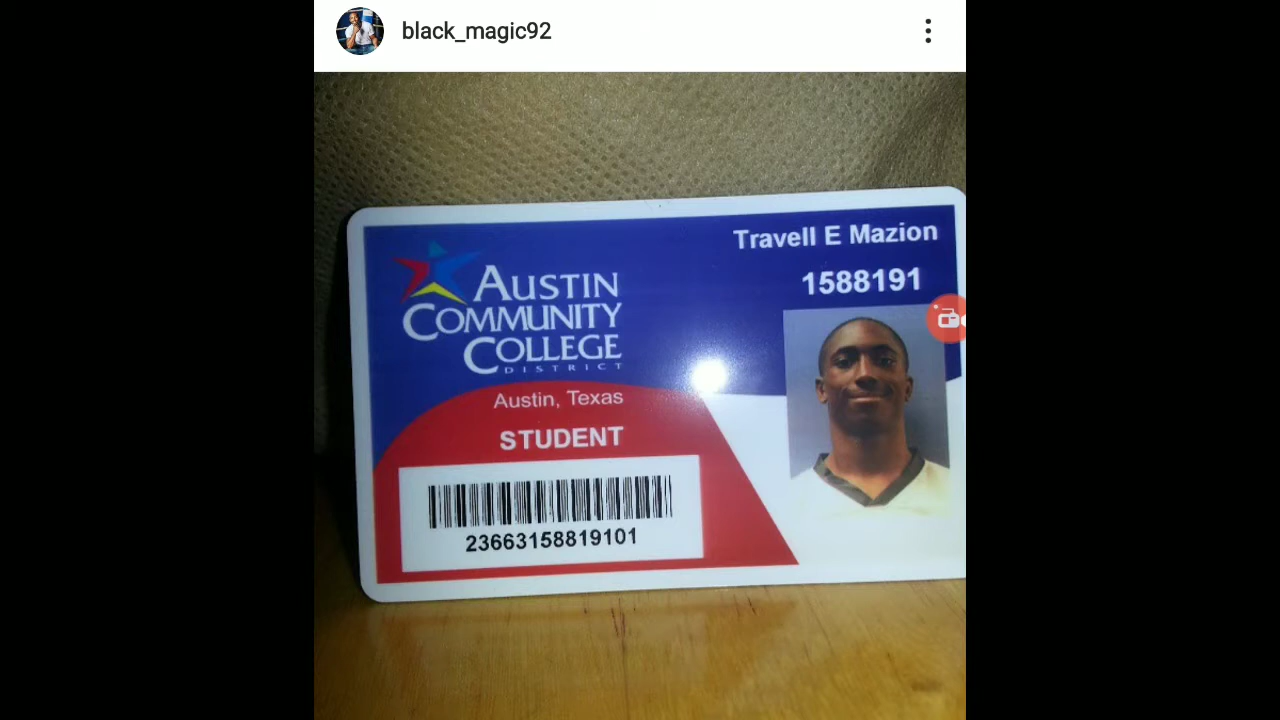 black_magic92
Travell E Mazion
1588191
AUSTIN
COMMUNITY
COLLEGE
DISTRICT
Austin, Texas
STUDENT
23663158819101